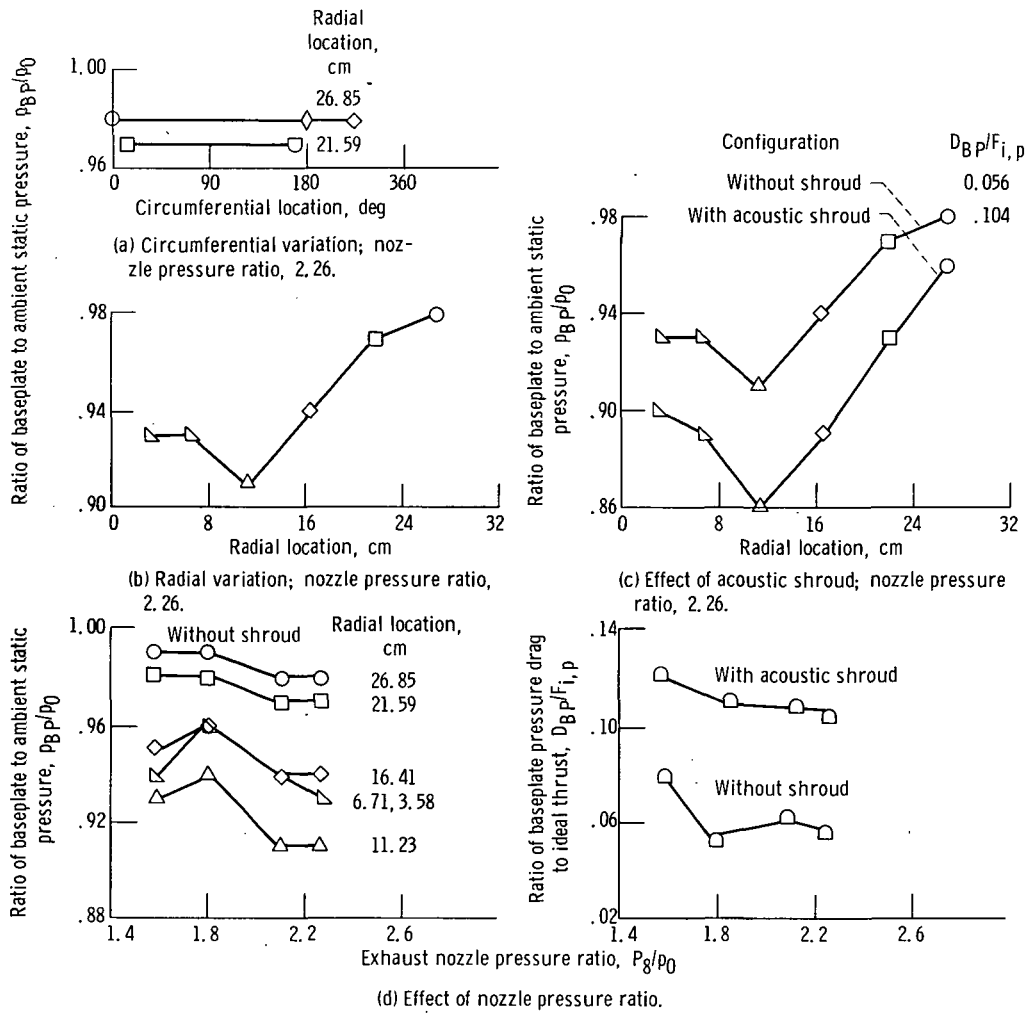 Radial
location,
cm
Ratio of baseplate to ambient static pressure, pBP/p0
1.00
.96
26.85
21.59
0
90
180
360
Circumferential location, deg
(a) Circumferential variation; noz-
zle pressure ratio, 2.26.
.98
.94
.90
0
8
16
24
32
Radial location, cm
(b) Radial variation; nozzle pressure ratio,
2.26.
Configuration
DBP/Fi,p
Without shroud
0.056
With acoustic shroud
.104
Ratio of baseplate to ambient static
pressure, pBP/p0
.98
.94
.90
.86
0
8
16
24
32
Radial location, cm
(c) Effect of acoustic shroud; nozzle pressure
ratio, 2.26.
Ratio of baseplate to ambient static
pressure, pBP/p0
1.00
.96
.92
.88
Without shroud
Radial location,
cm
26.85
21.59
16.41
6.71, 3.58
11.23
1.4
1.8
2.2
2.6
Ratio of baseplate pressure drag
to ideal thrust, DBP/Fi,p
.14
.10
.06
.02
With acoustic shroud
Without shroud
1.4
1.8
2.2
2.6
Exhaust nozzle pressure ratio, P8/p0
(d) Effect of nozzle pressure ratio.